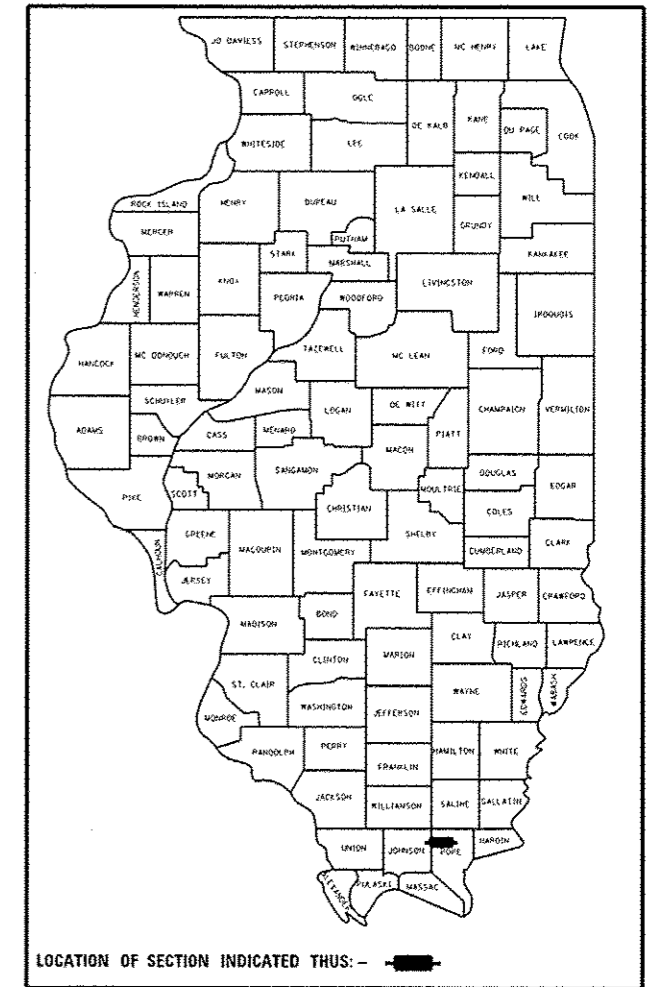 JO DAVIESS STEPHENSON WINNEBAGO BOONE MC HENRY LAKE
CARROLL OGLE
DE KALB KANE
DU PAGE COOK
WHITESIDE LEE
KENDALL
WILL
ROCK ISLAND HENRY BUREAU LA SALLE
GRUNDY
MERCER PUTNAM
STARK MARSHALL KANKAKEE
HENDERSON WARREN KNOX PEORIA WOODFORD LIVINGSTON
IROQUOIS
FORD
HANCOCK MC DONOUGH FULTON TAZEWELL MC LEAN
MASON
SCHUYLER LOGAN DE WITT CHAMPAIGN VERMILION
ADAMS BROWN CASS MENARD PIATT
MACON
MORGAN SANGAMON DOUGLAS
PIKE SCOTT MOULTRIE EDGAR
CHRISTIAN COLES
GREENE SHELBY
CALHOUN MACOUPIN MONTGOMERY CUMBERLAND CLARK
JERSEY
FAYETTE EFFINGHAM JASPER CRAWFORD
BOND
MADISON CLAY RICHLAND LAWRENCE
CLINTON MARION
ST. CLAIR WAYNE EDWARDS WABASH
WASHINGTON JEFFERSON
MONROE
RANDOLPH PERRY HAMILTON WHITE
FRANKLIN
JACKSON WILLIAMSON SALINE GALLATIN
UNION JOHNSON POPE HARDIN
ALEXANDER PULASKI MASSAC
LOCATION OF SECTION INDICATED THUS: -